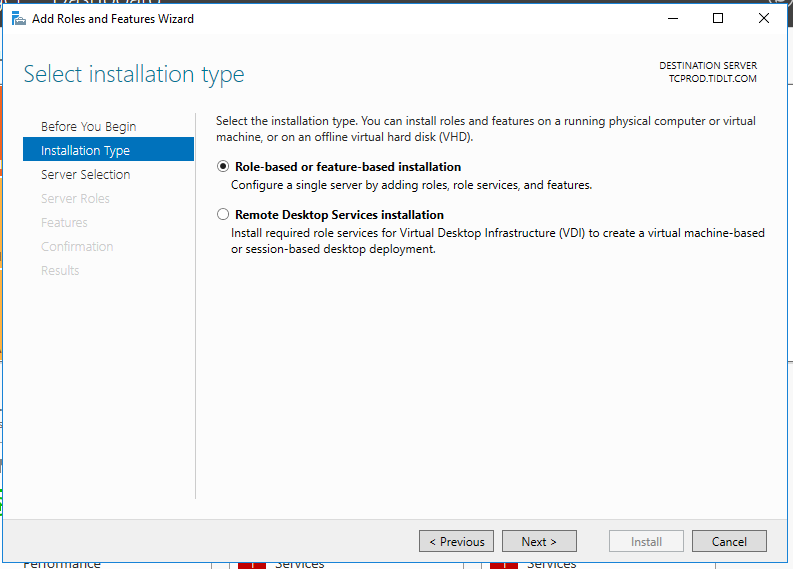 Dashboard
Add Roles and Features Wizard
Select installation type
DESTINATION SERVER
TCPROD.TIDLT.COM
Before You Begin
Installation Type
Server Selection
Server Roles
Features
Confirmation
Results
Select the installation type. You can install roles and features on a running physical computer or virtual
machine, or on an offline virtual hard disk (VHD).
Role-based or feature-based installation
Configure a single server by adding roles, role services, and features.
Remote Desktop Services installation
Install required role services for Virtual Desktop Infrastructure (VDI) to create a virtual machine-based
or session-based desktop deployment.
< Previous
Next >
Install
Cancel
Performance
Services
Services